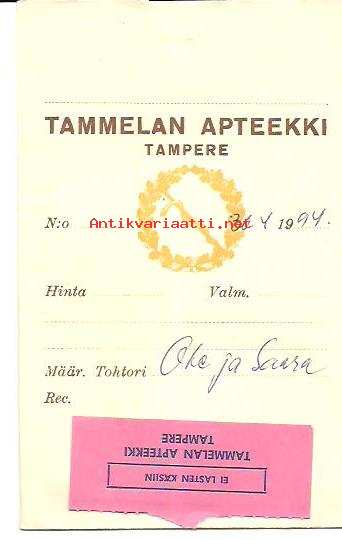 TAMMELAN APTEEKKI
TAMPERE
Antikvariaatti.net
N:o 4 1994.
Hinta Valm.
Määr. Tohtori Oke ja Saara
Rec.
EI LASTEN KÄSIIN
TAMMELAN APTEEKKI
TAMPERE